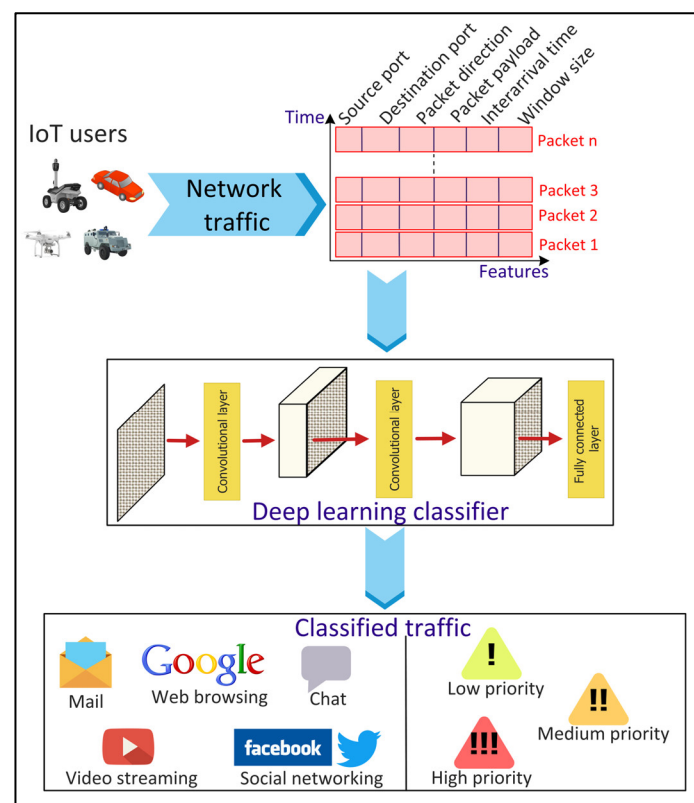 Source port
Destination port
Packet direction
Packet payload
Interarrival time
Window size
Time
IoT users
Network
traffic
Packet n
Packet 3
Packet 2
Packet 1
Features
Convolutional layer
Convolutional layer
Fully connected
layer
Deep learning classifier
Classified traffic
Google
Mail
Web browsing
Chat
facebook
Video streaming
Social networking
!
Low priority
!!
Medium priority
!!!
High priority